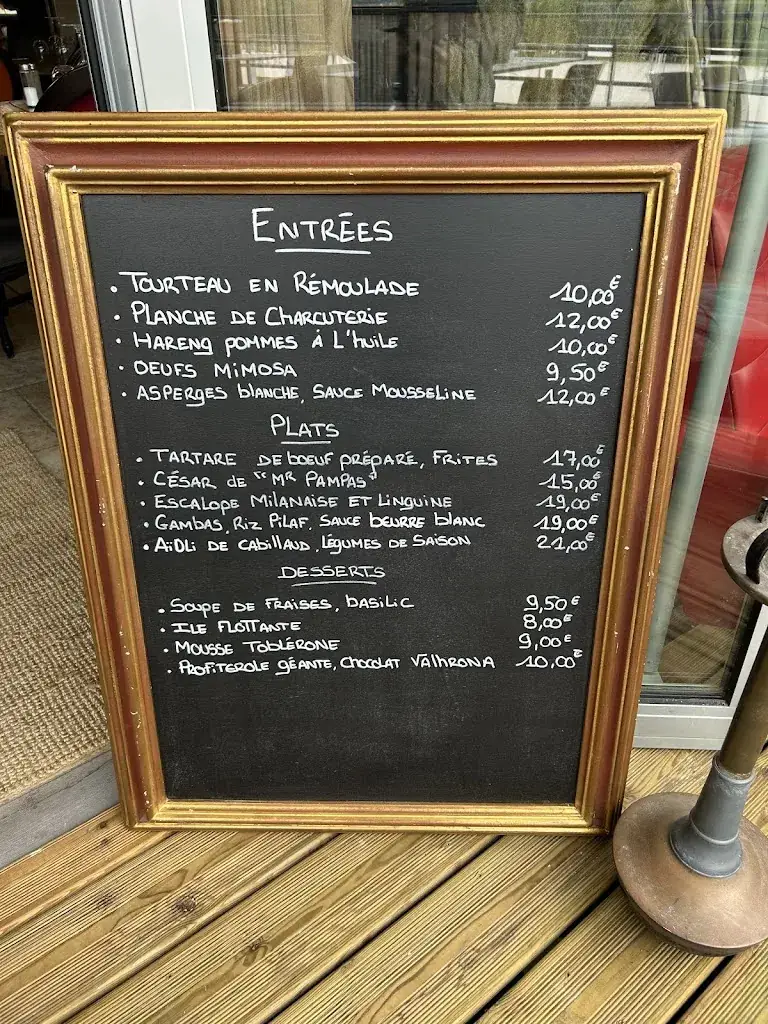 ENTRÉES
• TOURTEAU EN RÉMOULADE 10,00€
• PLANCHE DE CHARCUTERIE 12,00€
• HARENG POMMES À L'HUILE 10,00€
• OEUFS MIMOSA 9,50€
• ASPERGES BLANCHE, SAUCE MOUSSELINE 12,00€
PLATS
• TARTARE DE BOEUF PRÉPARÉ, FRITES 17,00€
• CÉSAR de "MR PAMPAS" 15,00€
• ESCALOPE MILANAISE ET LINGUINE 19,00€
• GAMBAS, RIZ PILAF, SAUCE BEURRE BLANC 19,00€
• AÏOLI DE CABILLAUD, LÉGUMES DE SAISON 21,00€
DESSERTS
• SOUPE DE FRAISES, BASILIC 9,50€
• ILE FLOTTANTE 8,00€
• MOUSSE TOBLÉRONE 9,00€
• PROFITEROLE GÉANTE, CHOCOLAT VALHRONA 10,00€